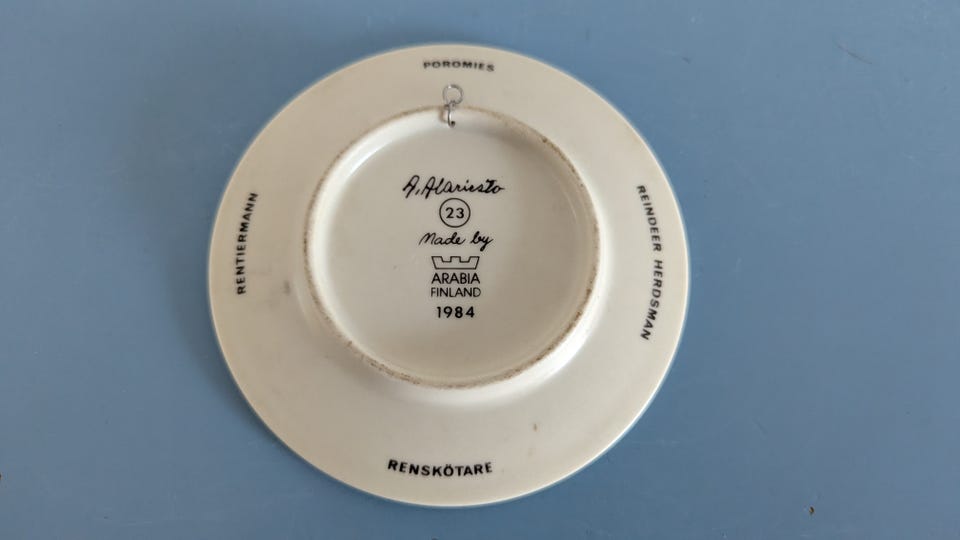 POROMIES
A. Alariesto
23
Made by
ARABIA
FINLAND
1984
REINDEER HERDSMAN
RENSKÖTARE
RENTIERMANN